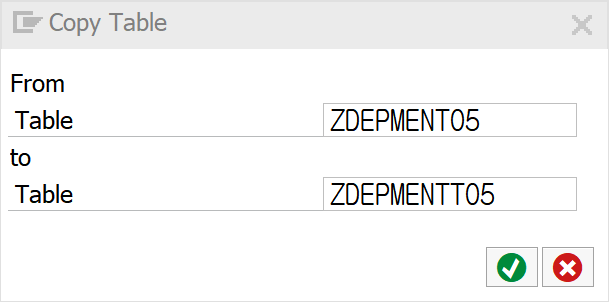 Copy Table
From
Table ZDEPMENT05
to
Table ZDEPMENTT05